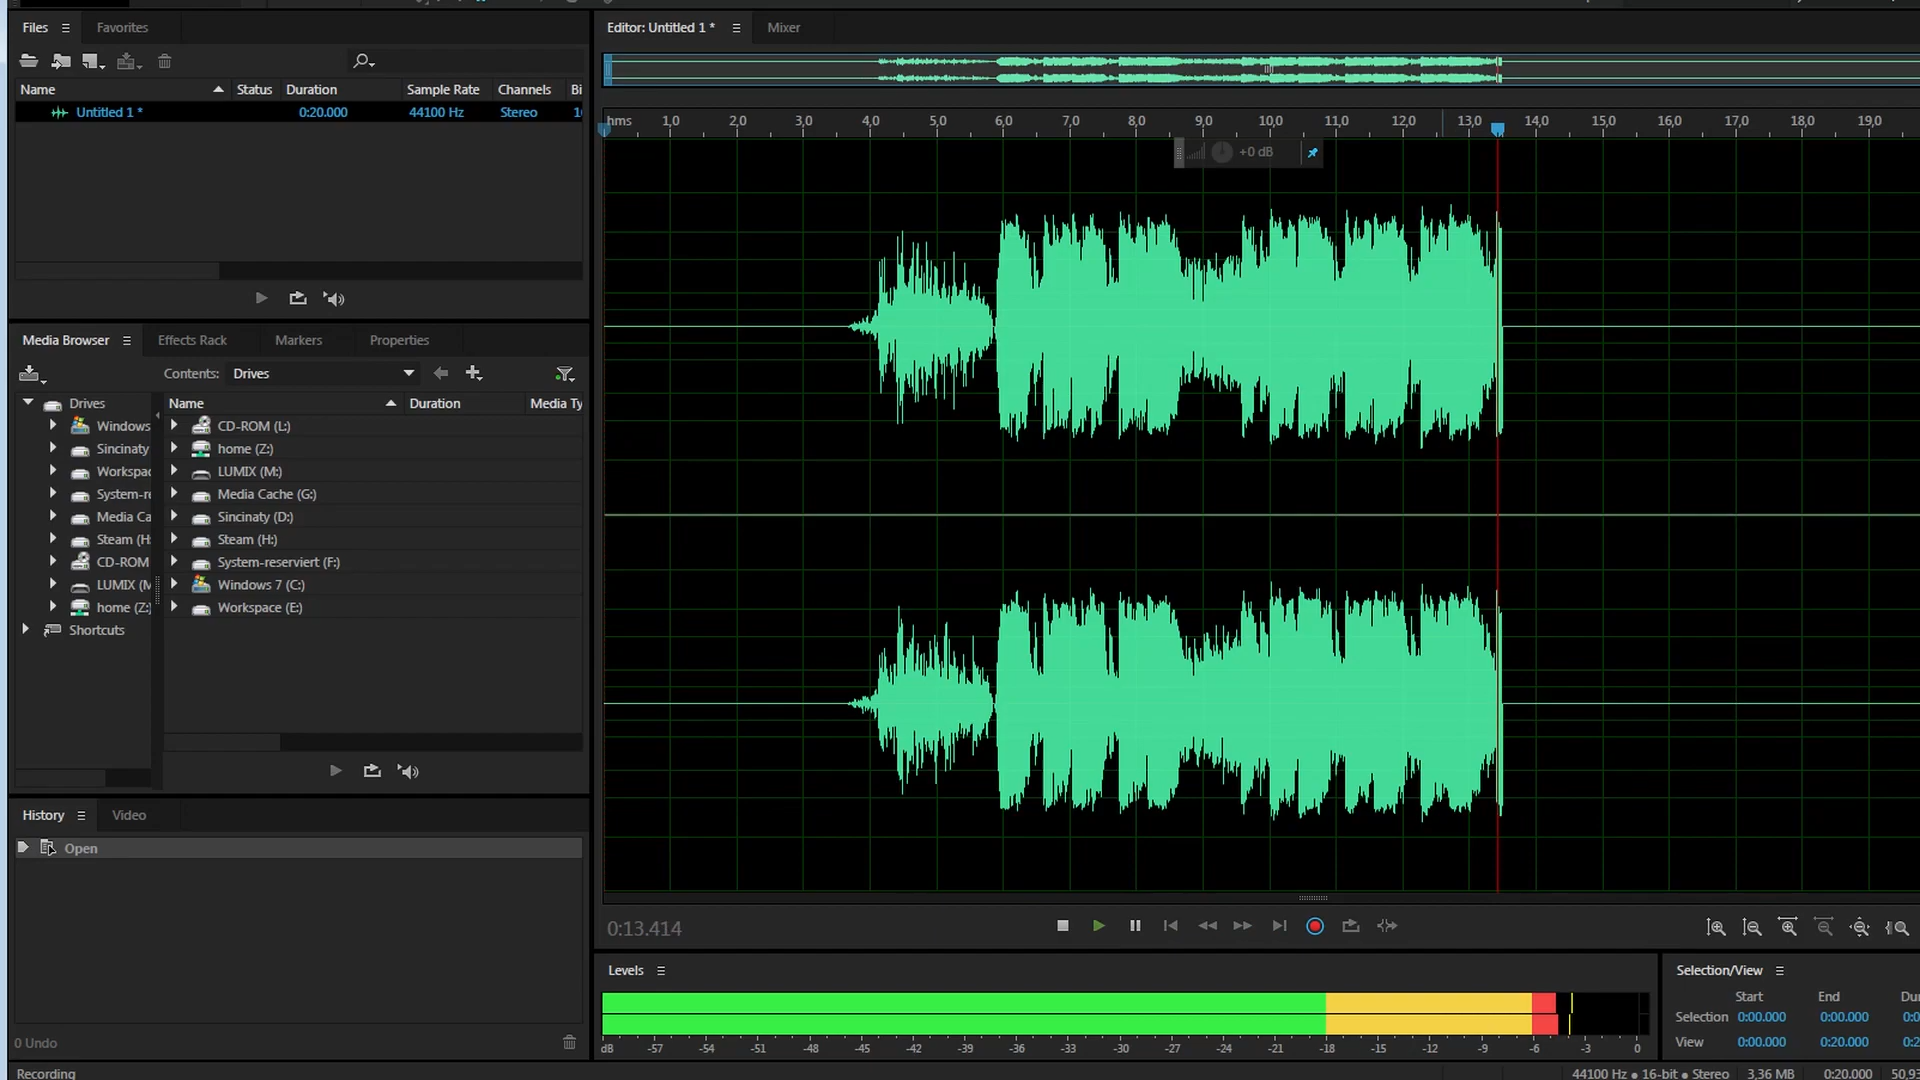 Files
Favorites
Name Status Duration Sample Rate Channels Bi
Untitled 1 * 0:20.000 44100 Hz Stereo
Media Browser Effects Rack Markers Properties
Contents: Drives
Drives
Windows
Sincinaty
Workspac
System-re
Media Ca
Steam (H:
CD-ROM
LUMIX (M
home (Z:)
Shortcuts
Name Duration Media Ty
CD-ROM (L:)
home (Z:)
LUMIX (M:)
Media Cache (G:)
Sincinaty (D:)
Steam (H:)
System-reserviert (F:)
Windows 7 (C:)
Workspace (E:)
History Video
Open
0 Undo
Recording
Editor: Untitled 1 * Mixer
hms 1,0 2,0 3,0 4,0 5,0 6,0 7,0 8,0 9,0 10,0 11,0 12,0 13,0 14,0 15,0 16,0 17,0 18,0 19,0
+0 dB
0:13.414
Levels
dB -57 -54 -51 -48 -45 -42 -39 -36 -33 -30 -27 -24 -21 -18 -15 -12 -9 -6 -3 0
Selection/View
Start End Du
Selection 0:00.000 0:00.000 0:0
View 0:00.000 0:20.000 0:2
44100 Hz • 16-bit • Stereo 3,36 MB 0:20.000 50,93